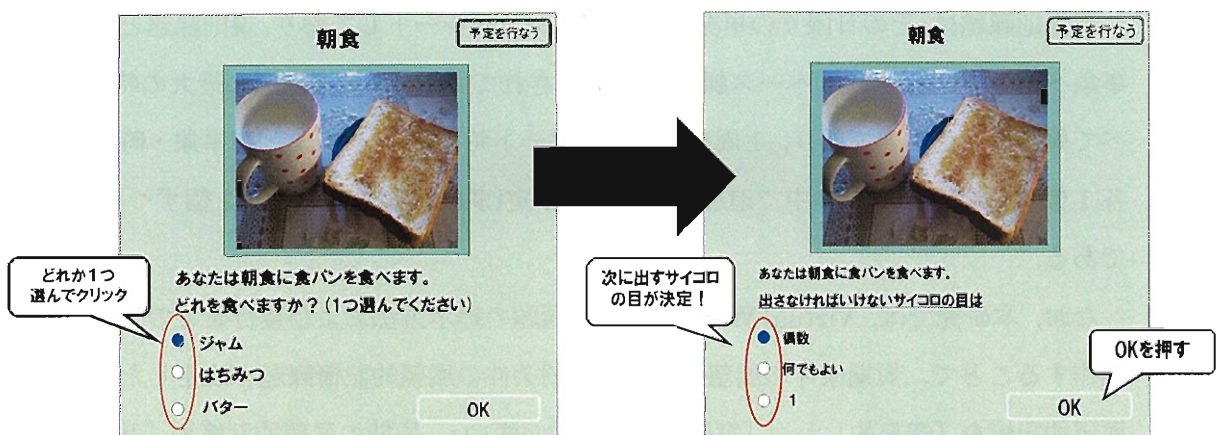 朝食
予定を行なう
どれか1つ
選んでクリック
あなたは朝食に食パンを食べます。
どれを食べますか？(1つ選んでください)
ジャム
はちみつ
バター
OK
朝食
予定を行なう
次に出すサイコロ
の目が決定！
あなたは朝食に食パンを食べます。
出さなければいけないサイコロの目は
偶数
何でもよい
1
OKを押す
OK